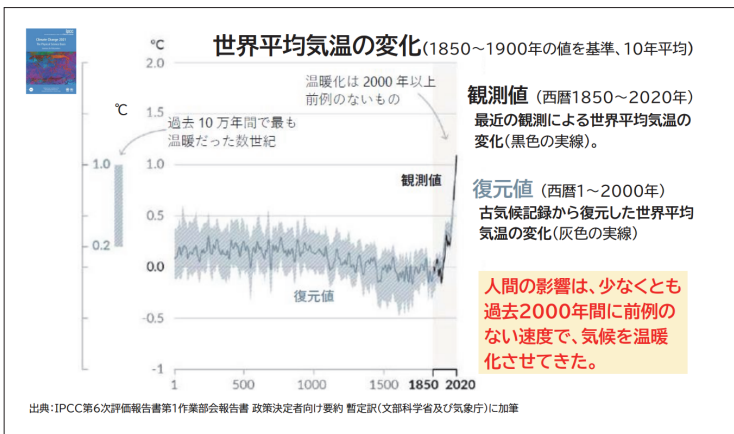 世界平均気温の変化(1850～1900年の値を基準、10年平均)
Climate Change 2021
℃
2.0
1.5
1.0
0.5
0.0
-0.5
-1
℃
1.0
0.2
過去 10 万年間で最も
温暖だった数世紀
温暖化は 2000 年以上
前例のないもの
観測値
復元値
1
500
1000
1500
1850
2020
観測値 (西暦1850～2020年)
最近の観測による世界平均気温の
変化(黒色の実線)。
復元値 (西暦1～2000年)
古気候記録から復元した世界平均
気温の変化(灰色の実線)
人間の影響は、少なくとも
過去2000年間に前例の
ない速度で、気候を温暖
化させてきた。
出典:IPCC第6次評価報告書第1作業部会報告書 政策決定者向け要約 暫定訳(文部科学省及び気象庁)に加筆